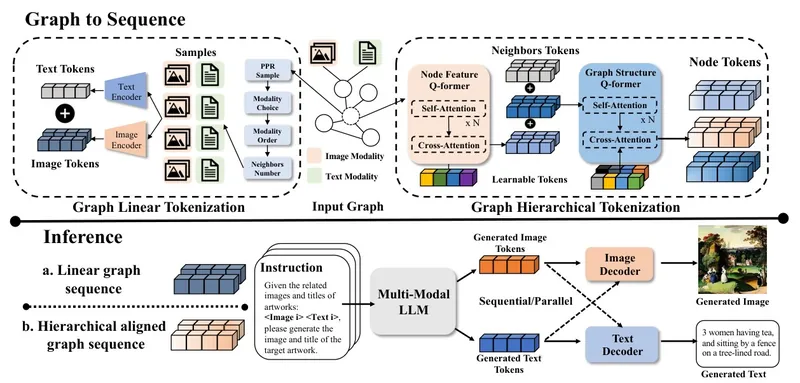 Graph to Sequence
Text Tokens
Image Tokens
Text
Encoder
Image
Encoder
Samples
PPR
Sample
Modality
Choice
Modality
Order
Neighbors
Number
Graph Linear Tokenization
Image Modality
Text Modality
Input Graph
Node Feature
Q-former
Self-Attention
x N
Cross-Attention
Neighbors Tokens
Learnable Tokens
Graph Structure
Q-former
Self-Attention
x N
Cross-Attention
Node Tokens
Graph Hierarchical Tokenization
Inference
a. Linear graph
sequence
b. Hierarchical aligned
graph sequence
Instruction
Given the related
images and titles of
artworks:
<Image i> <Text i>,
please generate the
image and title of the
target artwork.
Multi-Modal
LLM
Generated Image
Tokens
Sequential/Parallel
Generated Text
Tokens
Image
Decoder
Text
Decoder
Generated Image
3 women having tea,
and sitting by a fence
on a tree-lined road.
Generated Text